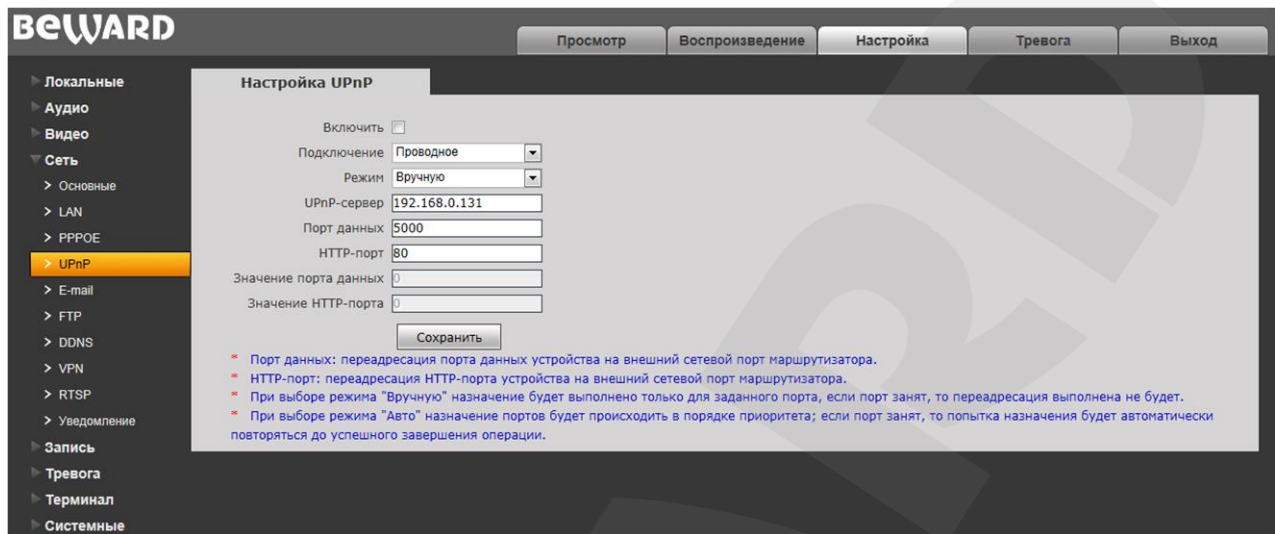 BEWARD
Просмотр
Воспроизведение
Настройка
Тревога
Выход
Локальные
Аудио
Видео
Сеть
Основные
LAN
PPPOE
UPnP
E-mail
FTP
DDNS
VPN
RTSP
Уведомление
Запись
Тревога
Терминал
Системные
Настройка UPnP
Включить
Подключение Проводное
Режим Вручную
UPnP-сервер 192.168.0.131
Порт данных 5000
HTTP-порт 80
Значение порта данных 0
Значение HTTP-порта 0
Сохранить
* Порт данных: переадресация порта данных устройства на внешний сетевой порт маршрутизатора.
* HTTP-порт: переадресация HTTP-порта устройства на внешний сетевой порт маршрутизатора.
* При выборе режима "Вручную" назначение будет выполнено только для заданного порта, если порт занят, то переадресация выполнена не будет.
* При выборе режима "Авто" назначение портов будет происходить в порядке приоритета; если порт занят, то попытка назначения будет автоматически
повторяться до успешного завершения операции.